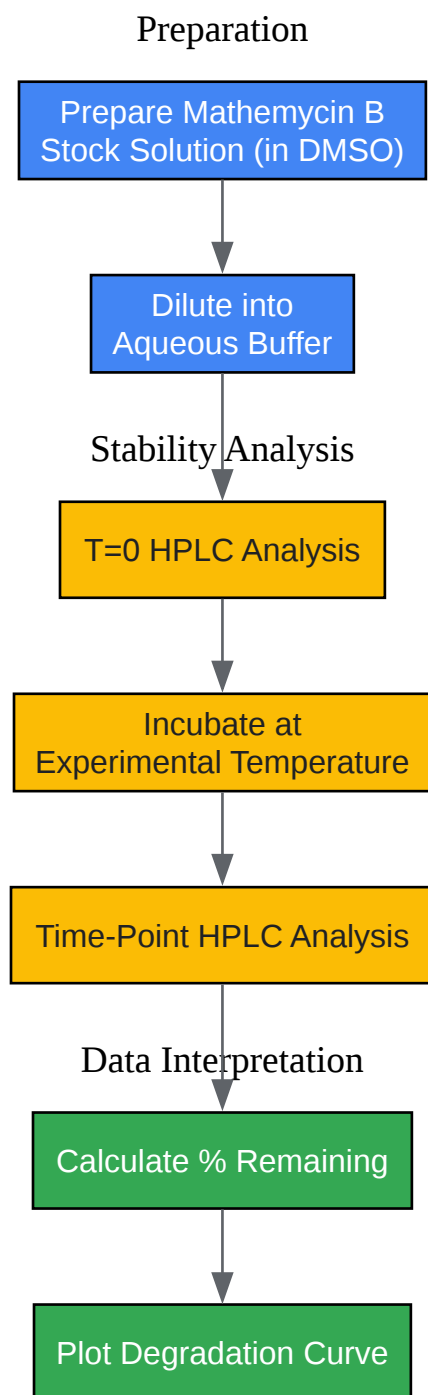 Preparation
Prepare Mathemycin B
Stock Solution (in DMSO)
Dilute into
Aqueous Buffer
Stability Analysis
T=0 HPLC Analysis
Incubate at
Experimental Temperature
Time-Point HPLC Analysis
Data Interpretation
Calculate % Remaining
Plot Degradation Curve